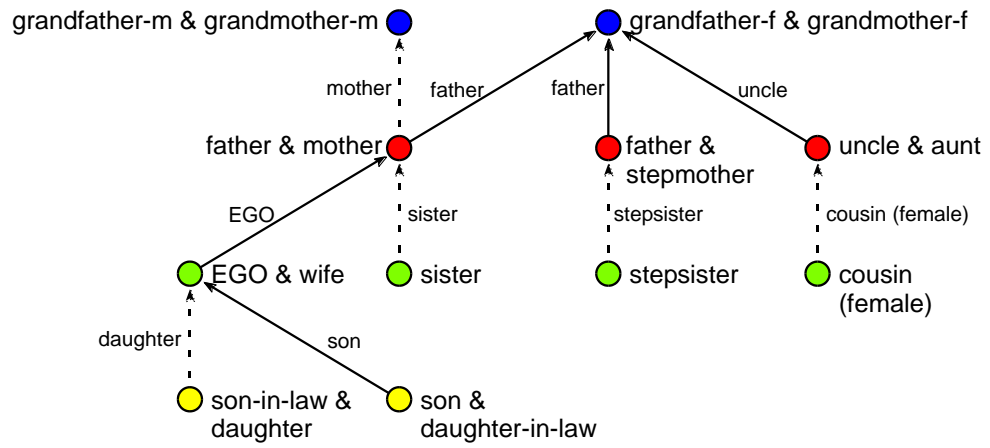 grandfather-m & grandmother-m
grandfather-f & grandmother-f
mother
father
father
uncle
father & mother
father &
stepmother
uncle & aunt
EGO
sister
stepsister
cousin (female)
EGO & wife
sister
stepsister
cousin
(female)
daughter
son
son-in-law &
daughter
son &
daughter-in-law